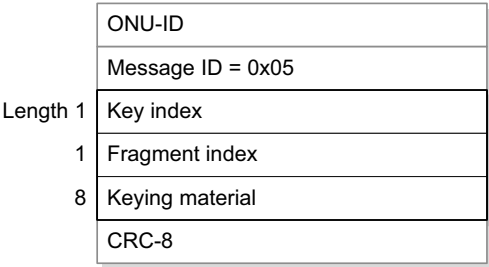 ONU-ID
Message ID = 0x05
Length 1 Key index
1 Fragment index
8 Keying material
CRC-8